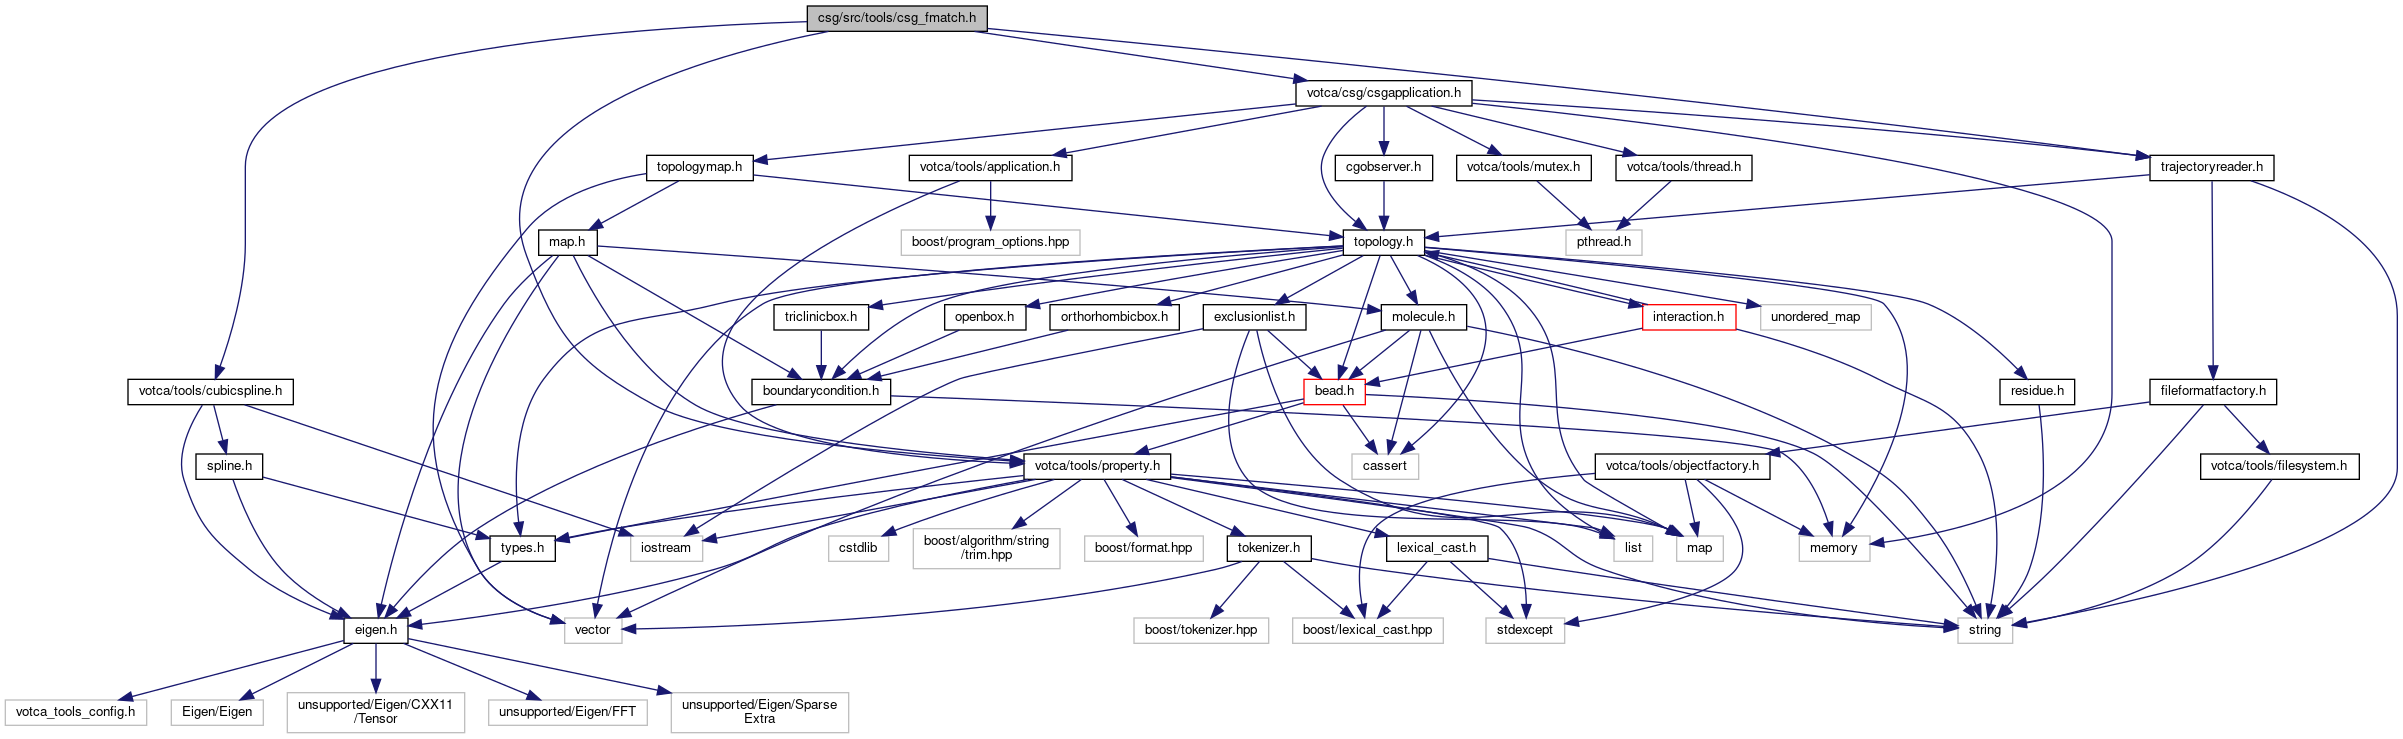 csg/src/tools/csg_fmatch.h
votca/csg/csgapplication.h
topologymap.h
votca/tools/application.h
cgobserver.h
votca/tools/mutex.h
votca/tools/thread.h
trajectoryreader.h
map.h
boost/program_options.hpp
topology.h
pthread.h
triclinicbox.h
openbox.h
orthorhombicbox.h
exclusionlist.h
molecule.h
interaction.h
unordered_map
votca/tools/cubicspline.h
boundarycondition.h
bead.h
residue.h
fileformatfactory.h
spline.h
votca/tools/property.h
cassert
votca/tools/objectfactory.h
votca/tools/filesystem.h
types.h
iostream
cstdlib
boost/algorithm/string
/trim.hpp
boost/format.hpp
tokenizer.h
lexical_cast.h
list
map
memory
eigen.h
vector
boost/tokenizer.hpp
boost/lexical_cast.hpp
stdexcept
string
votca_tools_config.h
Eigen/Eigen
unsupported/Eigen/CXX11
/Tensor
unsupported/Eigen/FFT
unsupported/Eigen/Sparse
Extra